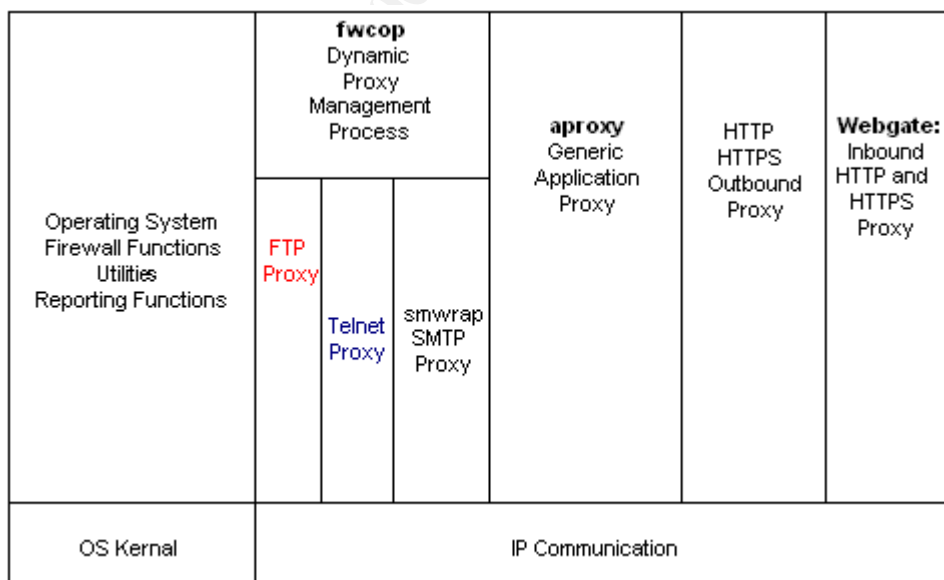 fwcop
Dynamic
Proxy
Management
Process
aproxy
Generic
Application
Proxy
HTTP
HTTPS
Outbound
Proxy
Webgate:
Inbound
HTTP and
HTTPS
Proxy
Operating System
Firewall Functions
Utilities
Reporting Functions
FTP
Proxy
Telnet
Proxy
smwrap
SMTP
Proxy
OS Kernal
IP Communication